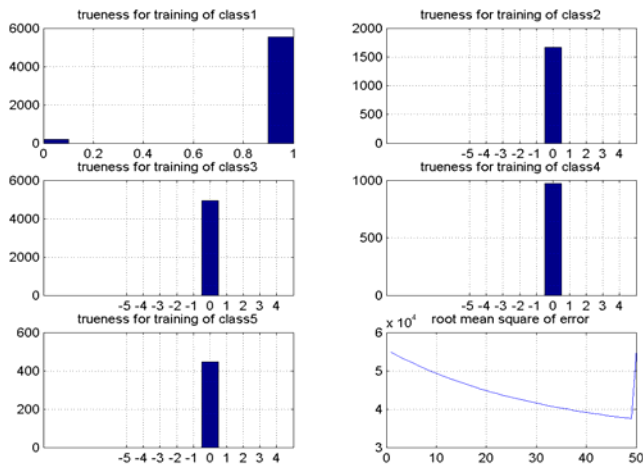 trueness for training of class1
6000
4000
2000
0
0 0.2 0.4 0.6 0.8 1
trueness for training of class2
2000
1500
1000
500
0
-5 -4 -3 -2 -1 0 1 2 3 4
trueness for training of class3
6000
4000
2000
0
-5 -4 -3 -2 -1 0 1 2 3 4
trueness for training of class4
1000
500
0
-5 -4 -3 -2 -1 0 1 2 3 4
trueness for training of class5
600
400
200
0
-5 -4 -3 -2 -1 0 1 2 3 4
root mean square of error
x 10^4
6
5
4
3
0 10 20 30 40 50